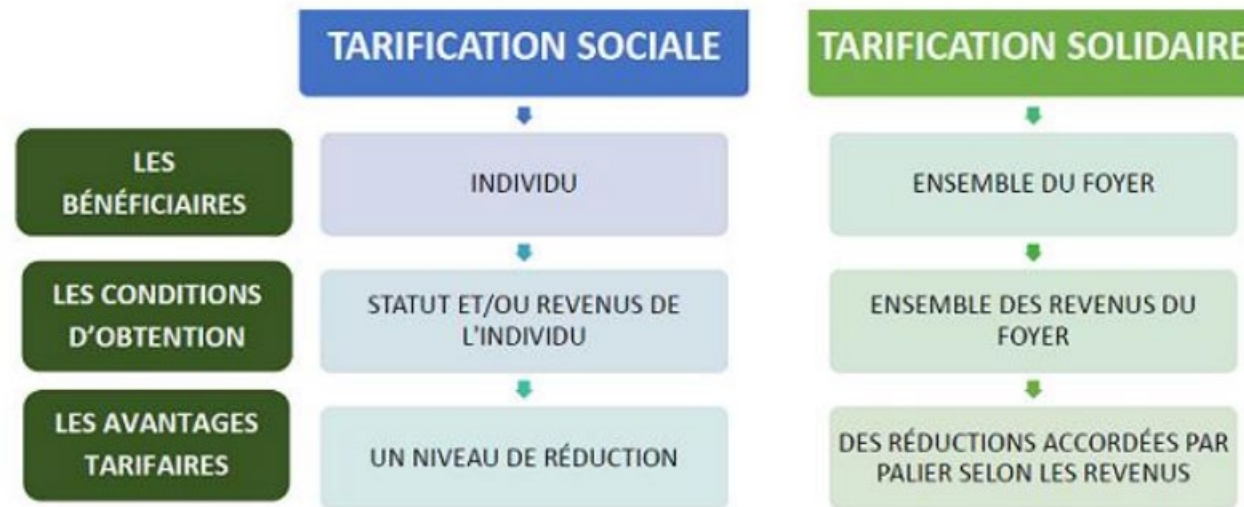 TARIFICATION SOCIALE
TARIFICATION SOLIDAIRE
LES
BÉNÉFICIAIRES
INDIVIDU
ENSEMBLE DU FOYER
LES CONDITIONS
D'OBTENTION
STATUT ET/OU REVENUS DE
L'INDIVIDU
ENSEMBLE DES REVENUS DU
FOYER
LES AVANTAGES
TARIFAIRES
UN NIVEAU DE RÉDUCTION
DES RÉDUCTIONS ACCORDÉES PAR
PALIER SELON LES REVENUS